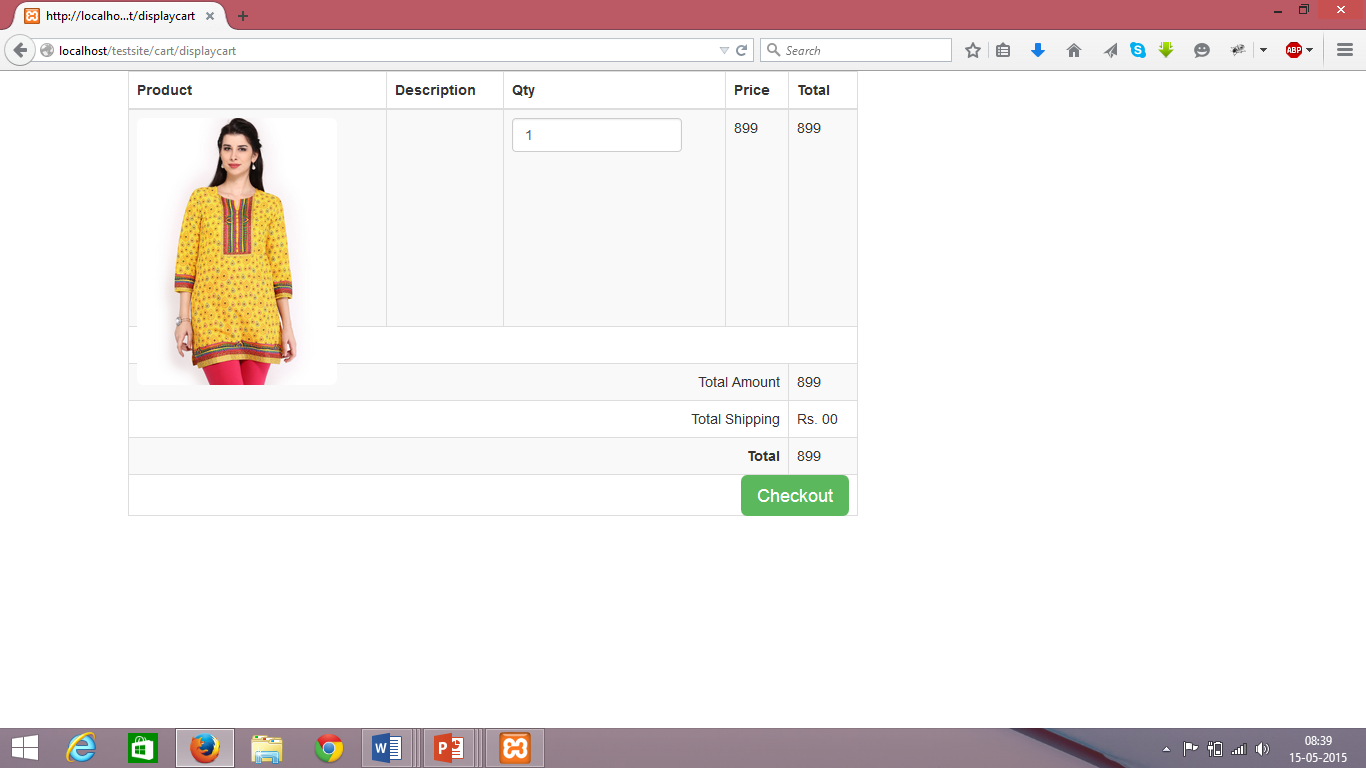 http://localho...t/displaycart
localhost/testsite/cart/displaycart
Search
ABP
Product Description Qty Price Total
1 899 899
Total Amount 899
Total Shipping Rs. 00
Total 899
Checkout
08:39
15-05-2015